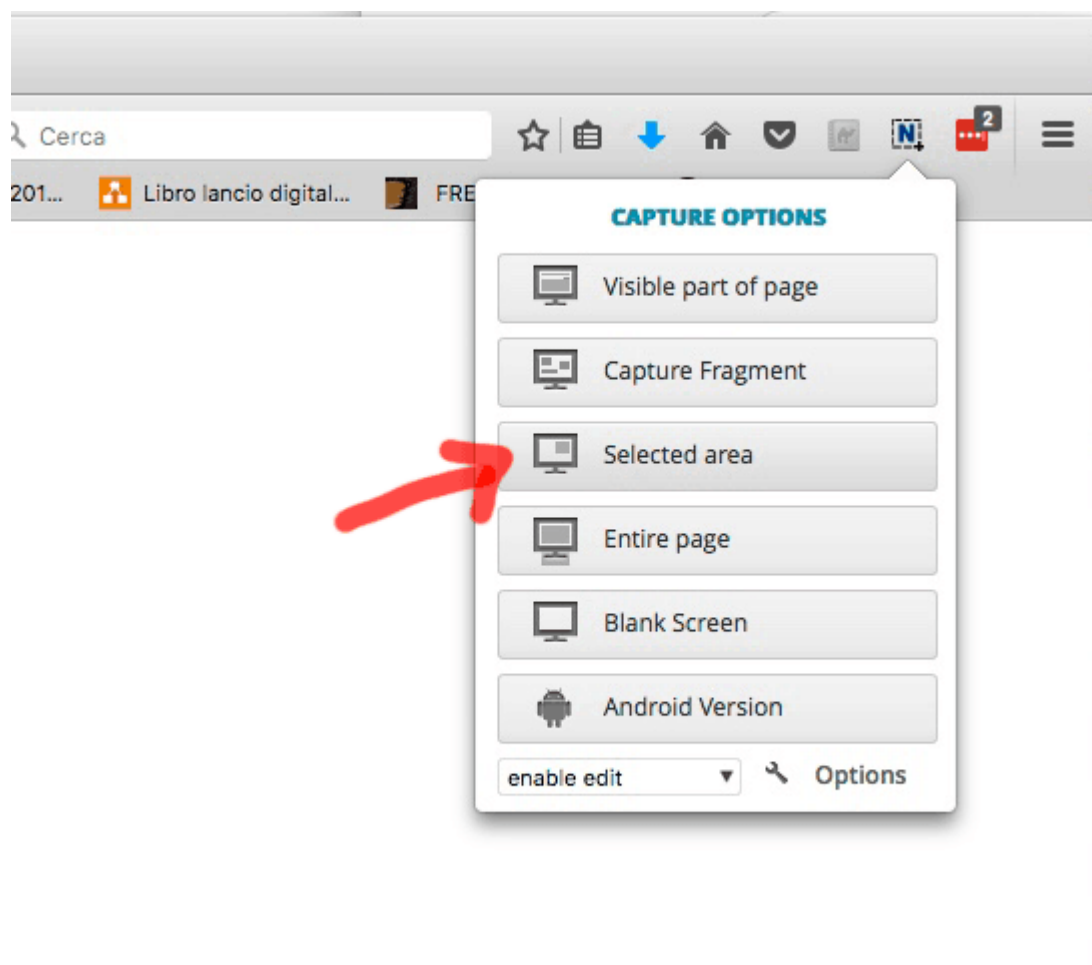 Cerca
2
201... Libro lancio digital... FRE
CAPTURE OPTIONS
Visible part of page
Capture Fragment
Selected area
Entire page
Blank Screen
Android Version
enable edit Options